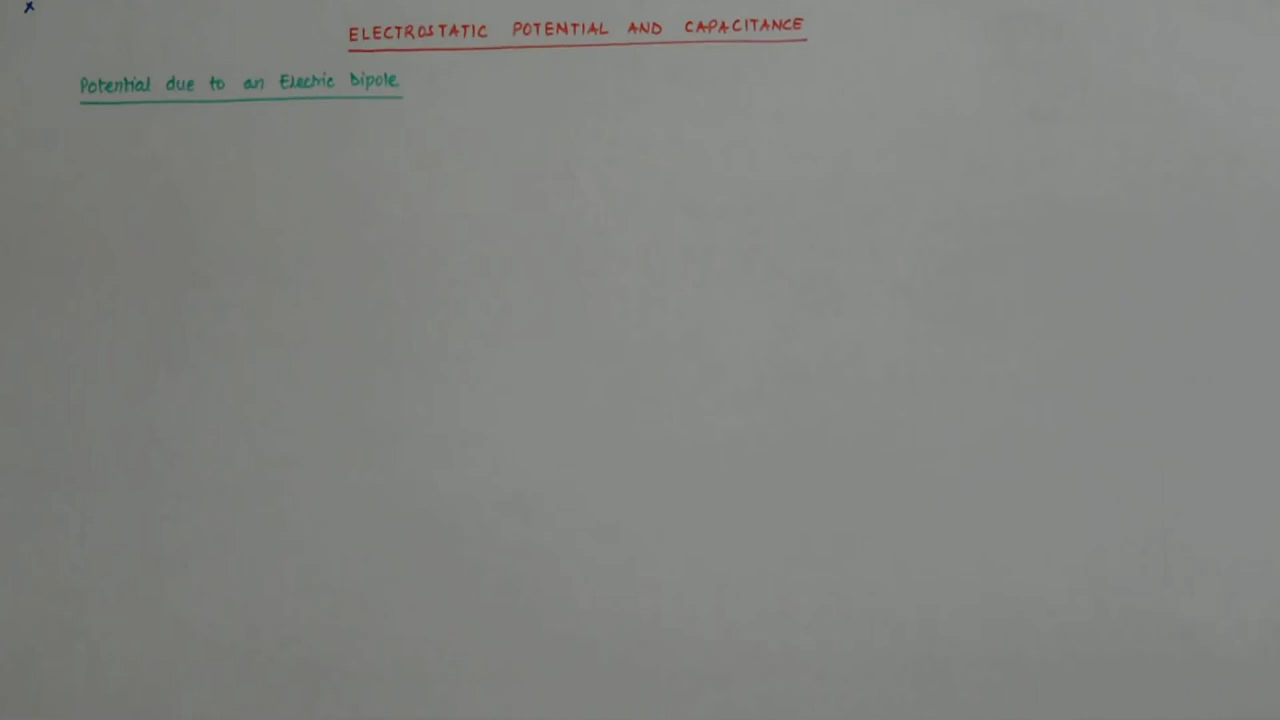 x
ELECTROSTATIC POTENTIAL AND CAPACITANCE
Potential due to an Electric Dipole